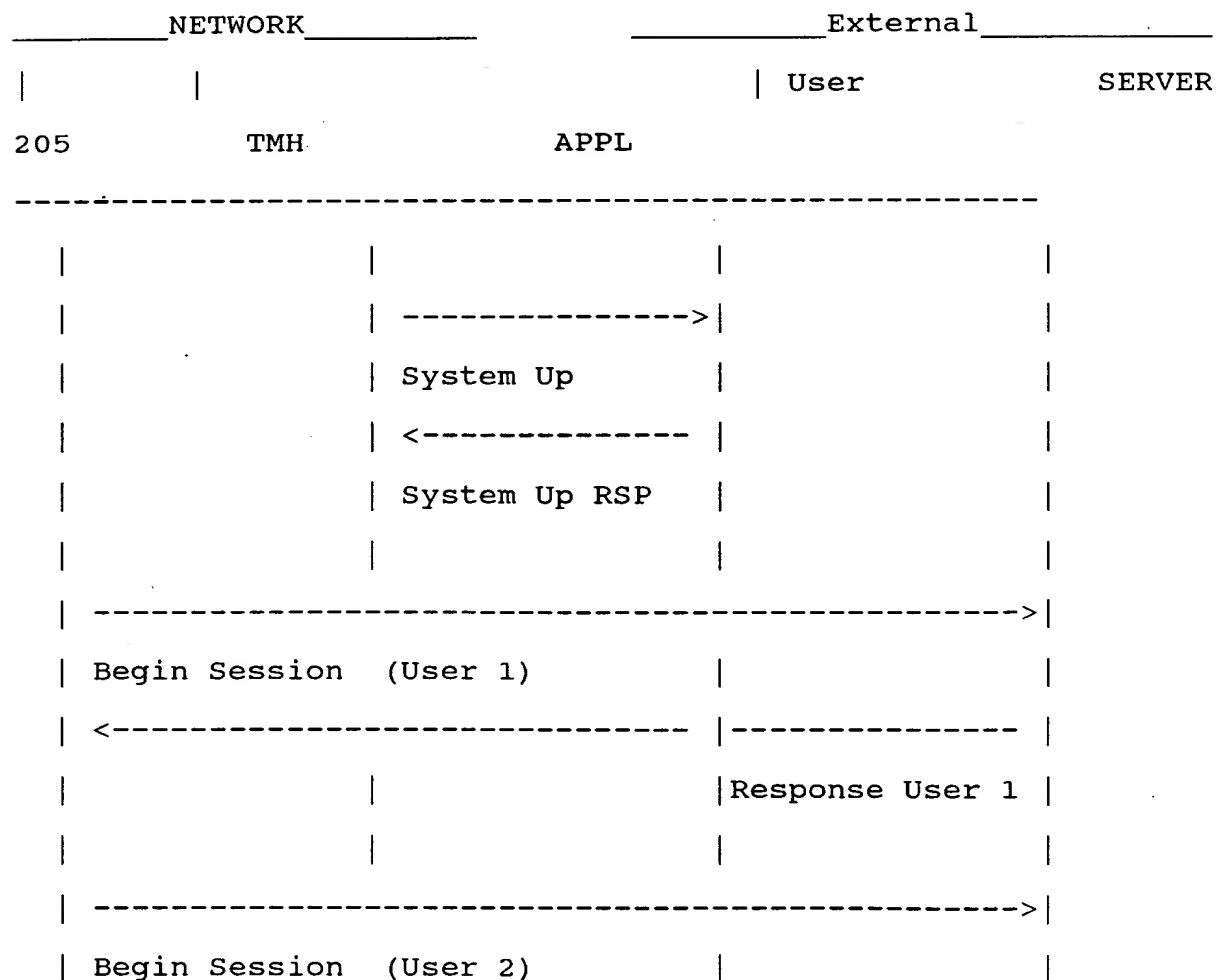 NETWORK External
User SERVER
205 TMH APPL
System Up
System Up RSP
Begin Session (User 1)
Response User 1
Begin Session (User 2)